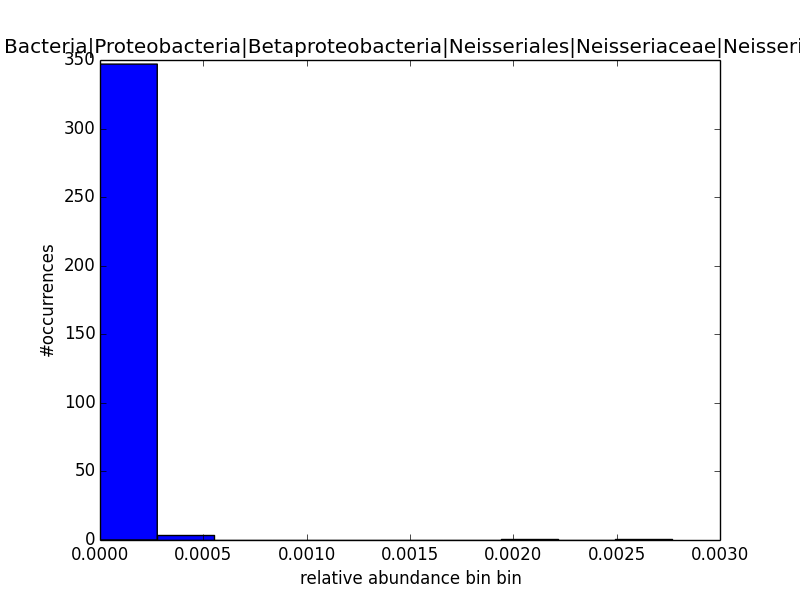 Bacteria|Proteobacteria|Betaproteobacteria|Neisseriales|Neisseriaceae|Neisseri
350
300
250
200
150
100
50
0
#occurrences
0.0000 0.0005 0.0010 0.0015 0.0020 0.0025 0.0030
relative abundance bin bin